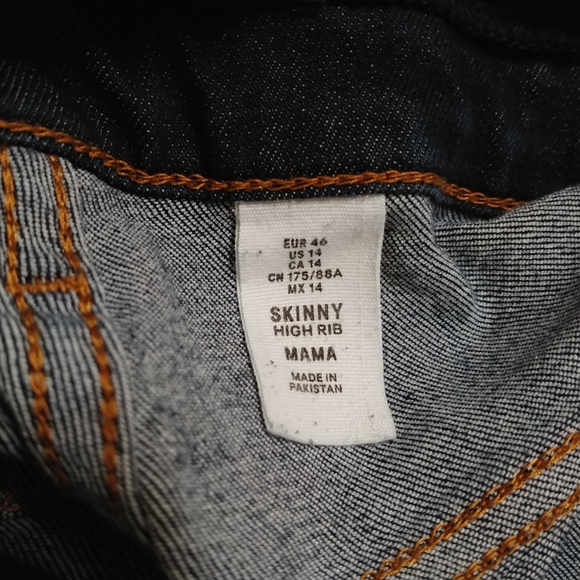 EUR 46
US 14
CA 14
CN 175/88A
MX 14
SKINNY
HIGH RIB
MAMA
MADE IN
PAKISTAN